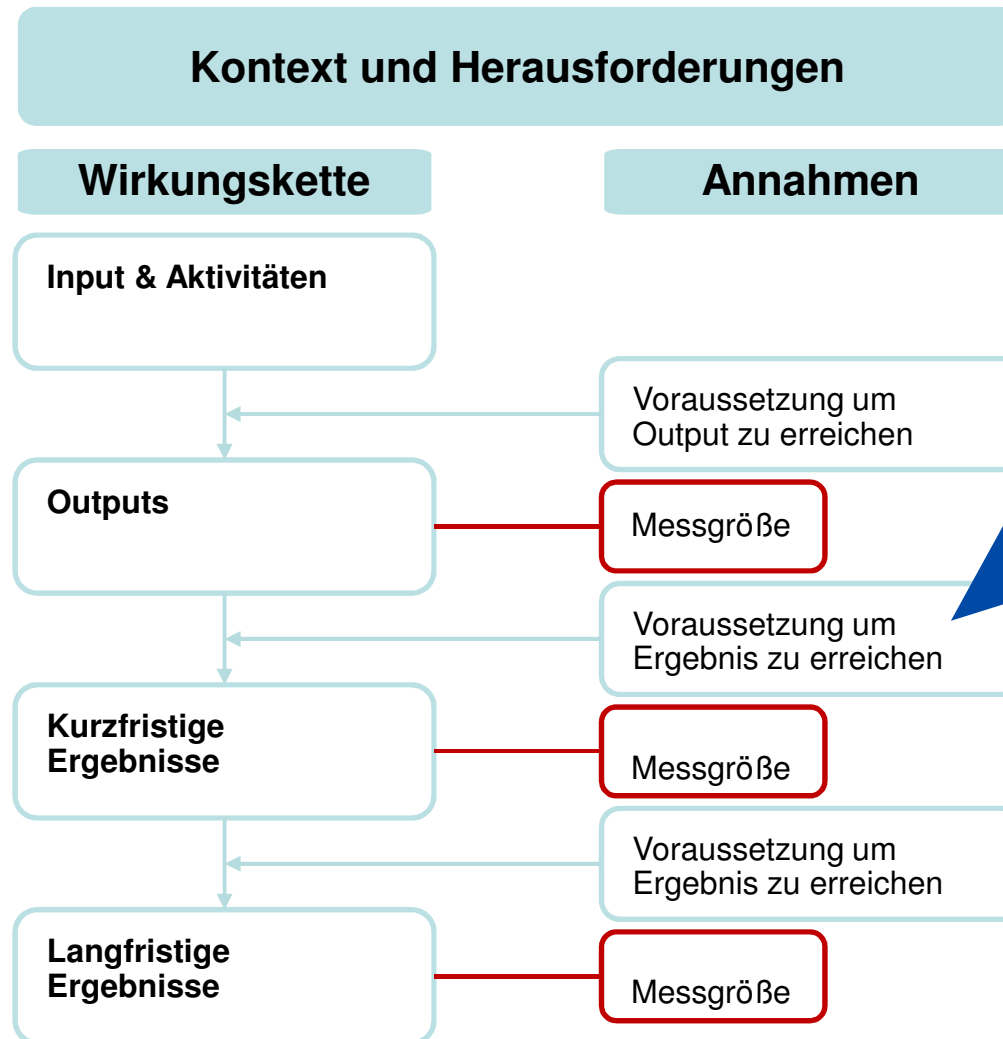 Kontext und Herausforderungen
Wirkungskette
Annahmen
Input & Aktivitäten
Voraussetzung um
Output zu erreichen
Outputs
Messgröße
Voraussetzung um
Ergebnis zu erreichen
Kurzfristige
Ergebnisse
Messgröße
Voraussetzung um
Ergebnis zu erreichen
Langfristige
Ergebnisse
Messgröße